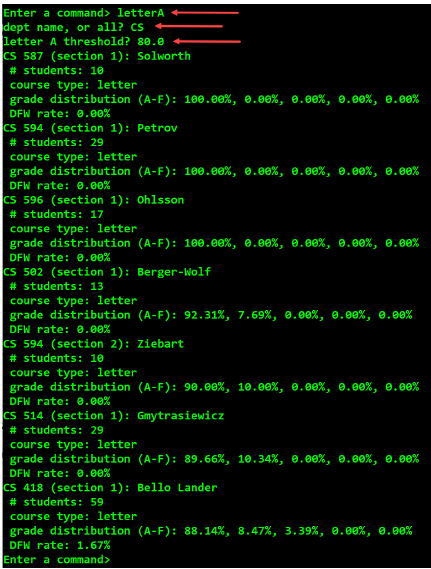 Enter a command> letterA
dept name, or all? CS
letter A threshold? 80.0
CS 587 (section 1): Solworth
# students: 10
course type: letter
grade distribution (A-F): 100.00%, 0.00%, 0.00%, 0.00%, 0.00%
DFW rate: 0.00%
CS 594 (section 1): Petrov
# students: 29
course type: letter
grade distribution (A-F): 100.00%, 0.00%, 0.00%, 0.00%, 0.00%
DFW rate: 0.00%
CS 596 (section 1): Ohlsson
# students: 17
course type: letter
grade distribution (A-F): 100.00%, 0.00%, 0.00%, 0.00%, 0.00%
DFW rate: 0.00%
CS 502 (section 1): Berger-Wolf
# students: 13
course type: letter
grade distribution (A-F): 92.31%, 7.69%, 0.00%, 0.00%, 0.00%
DFW rate: 0.00%
CS 594 (section 2): Ziebart
# students: 10
course type: letter
grade distribution (A-F): 90.00%, 10.00%, 0.00%, 0.00%, 0.00%
DFW rate: 0.00%
CS 514 (section 1): Gmytrasiewicz
# students: 29
course type: letter
grade distribution (A-F): 89.66%, 10.34%, 0.00%, 0.00%, 0.00%
DFW rate: 0.00%
CS 418 (section 1): Bello Lander
# students: 59
course type: letter
grade distribution (A-F): 88.14%, 8.47%, 3.39%, 0.00%, 0.00%
DFW rate: 1.67%
Enter a command>